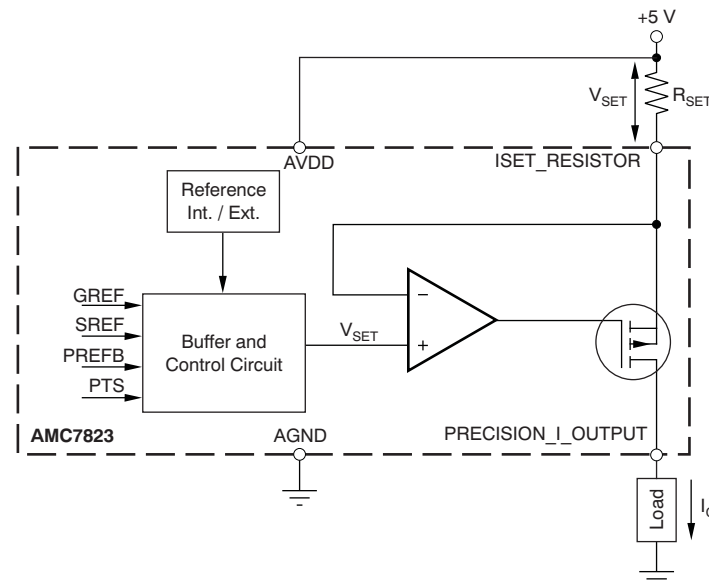 +5 V
V_SET
R_SET
AVDD
ISET_RESISTOR
Reference
Int. / Ext.
GREF
SREF
PREFB
PTS
Buffer and
Control Circuit
V_SET
−
+
AMC7823
AGND
PRECISION_I_OUTPUT
Load